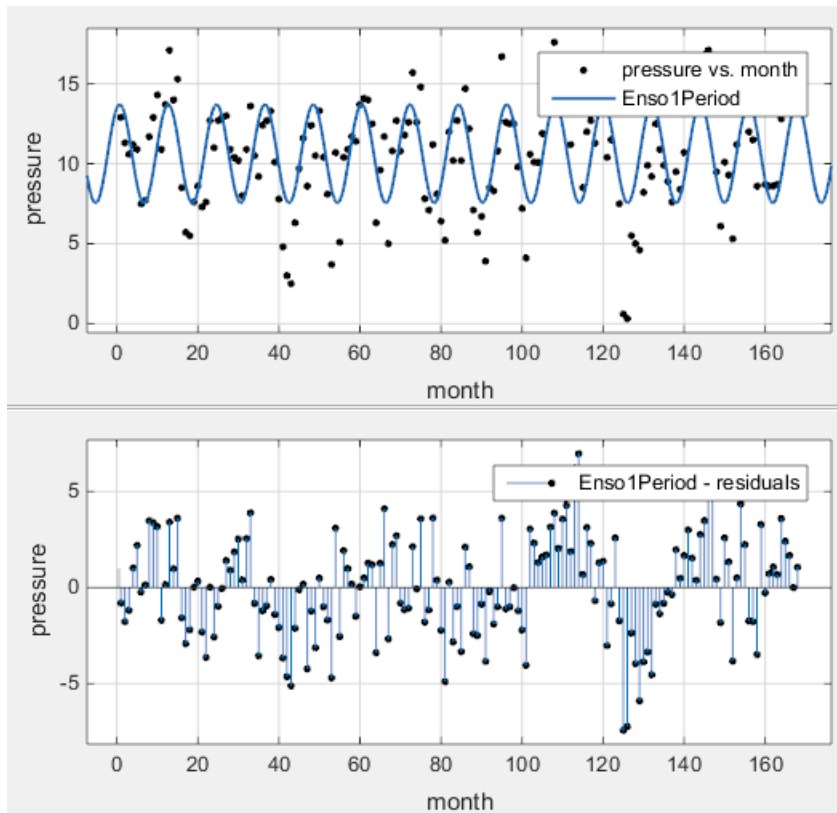 15
10
5
0
pressure
pressure vs. month
Enso1Period
0 20 40 60 80 100 120 140 160
month
5
0
-5
pressure
Enso1Period - residuals
0 20 40 60 80 100 120 140 160
month